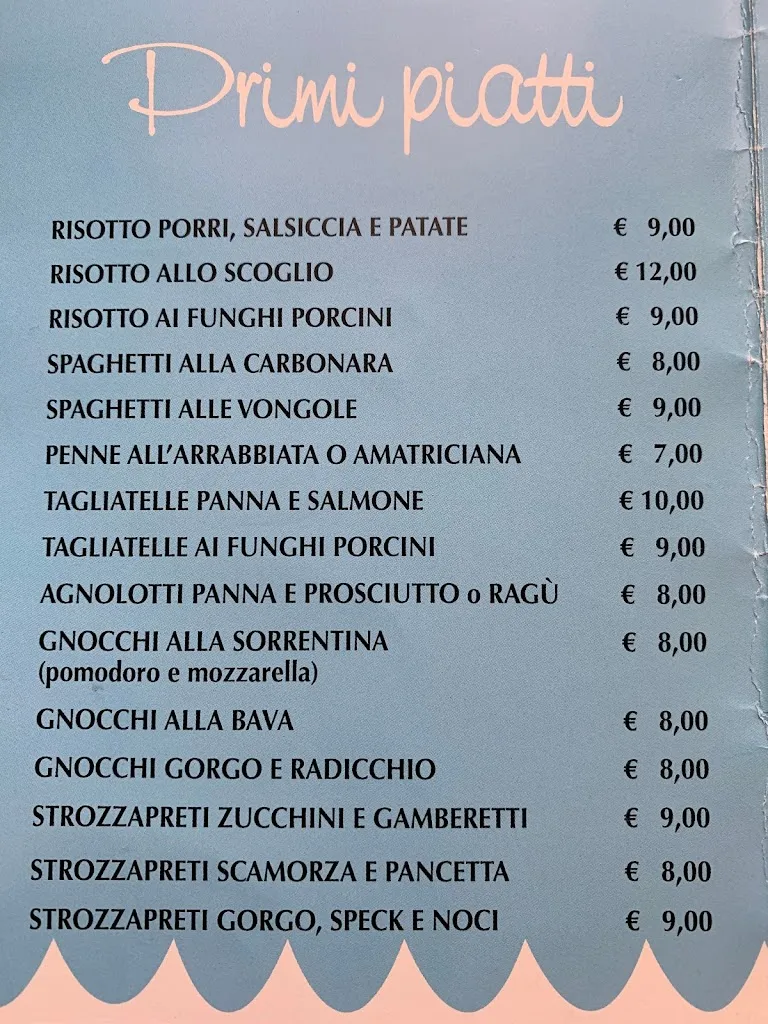 Primi piatti
RISOTTO PORRI, SALSICCIA E PATATE € 9,00
RISOTTO ALLO SCOGLIO € 12,00
RISOTTO AI FUNGHI PORCINI € 9,00
SPAGHETTI ALLA CARBONARA € 8,00
SPAGHETTI ALLE VONGOLE € 9,00
PENNE ALL'ARRABBIATA O AMATRICIANA € 7,00
TAGLIATELLE PANNA E SALMONE € 10,00
TAGLIATELLE AI FUNGHI PORCINI € 9,00
AGNOLOTTI PANNA E PROSCIUTTO o RAGÙ € 8,00
GNOCCHI ALLA SORRENTINA € 8,00
(pomodoro e mozzarella)
GNOCCHI ALLA BAVA € 8,00
GNOCCHI GORGO E RADICCHIO € 8,00
STROZZAPRETI ZUCCHINI E GAMBERETTI € 9,00
STROZZAPRETI SCAMORZA E PANCETTA € 8,00
STROZZAPRETI GORGO, SPECK E NOCI € 9,00